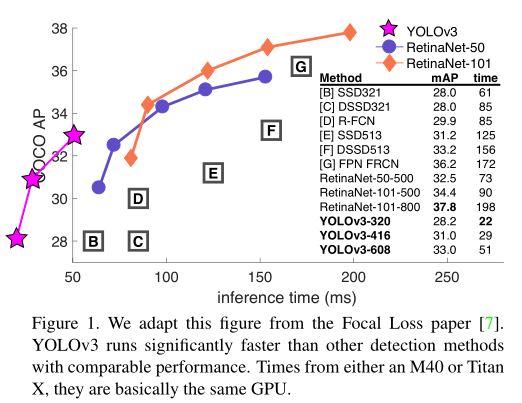 38
36
34
32
30
28
COCO AP
50
100
150
200
250
inference time (ms)
B
C
D
E
F
G
YOLOv3
RetinaNet-50
RetinaNet-101
Method mAP time
[B] SSD321 28.0 61
[C] DSSD321 28.0 85
[D] R-FCN 29.9 85
[E] SSD513 31.2 125
[F] DSSD513 33.2 156
[G] FPN FRCN 36.2 172
RetinaNet-50-500 32.5 73
RetinaNet-101-500 34.4 90
RetinaNet-101-800 37.8 198
YOLOv3-320 28.2 22
YOLOv3-416 31.0 29
YOLOv3-608 33.0 51
Figure 1. We adapt this figure from the Focal Loss paper [7].
YOLOv3 runs significantly faster than other detection methods
with comparable performance. Times from either an M40 or Titan
X, they are basically the same GPU.